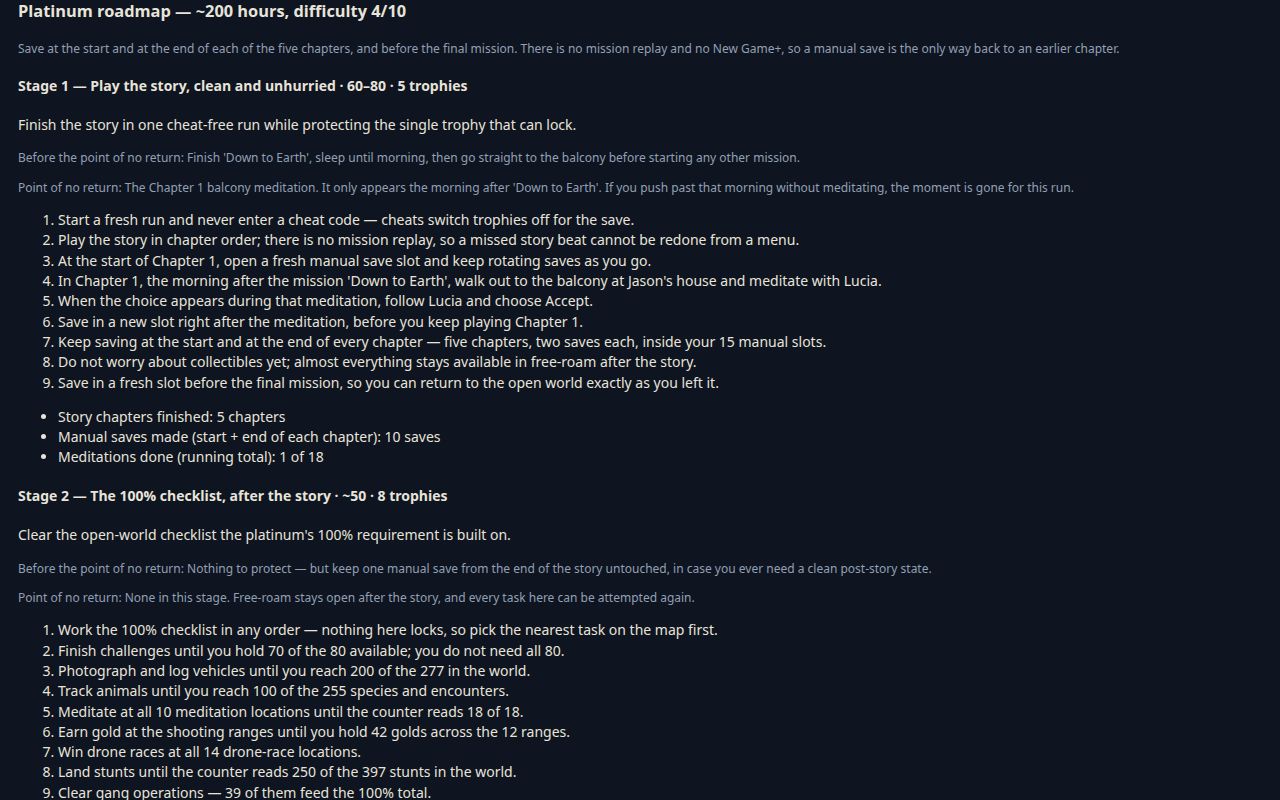 Platinum roadmap — ~200 hours, difficulty 4/10
Save at the start and at the end of each of the five chapters, and before the final mission. There is no mission replay and no New Game+, so a manual save is the only way back to an earlier chapter.
Stage 1 — Play the story, clean and unhurried · 60–80 · 5 trophies
Finish the story in one cheat-free run while protecting the single trophy that can lock.
Before the point of no return: Finish 'Down to Earth', sleep until morning, then go straight to the balcony before starting any other mission.
Point of no return: The Chapter 1 balcony meditation. It only appears the morning after 'Down to Earth'. If you push past that morning without meditating, the moment is gone for this run.
1. Start a fresh run and never enter a cheat code — cheats switch trophies off for the save.
2. Play the story in chapter order; there is no mission replay, so a missed story beat cannot be redone from a menu.
3. At the start of Chapter 1, open a fresh manual save slot and keep rotating saves as you go.
4. In Chapter 1, the morning after the mission 'Down to Earth', walk out to the balcony at Jason's house and meditate with Lucia.
5. When the choice appears during that meditation, follow Lucia and choose Accept.
6. Save in a new slot right after the meditation, before you keep playing Chapter 1.
7. Keep saving at the start and at the end of every chapter — five chapters, two saves each, inside your 15 manual slots.
8. Do not worry about collectibles yet; almost everything stays available in free-roam after the story.
9. Save in a fresh slot before the final mission, so you can return to the open world exactly as you left it.
• Story chapters finished: 5 chapters
• Manual saves made (start + end of each chapter): 10 saves
• Meditations done (running total): 1 of 18
Stage 2 — The 100% checklist, after the story · ~50 · 8 trophies
Clear the open-world checklist the platinum's 100% requirement is built on.
Before the point of no return: Nothing to protect — but keep one manual save from the end of the story untouched, in case you ever need a clean post-story state.
Point of no return: None in this stage. Free-roam stays open after the story, and every task here can be attempted again.
1. Work the 100% checklist in any order — nothing here locks, so pick the nearest task on the map first.
2. Finish challenges until you hold 70 of the 80 available; you do not need all 80.
3. Photograph and log vehicles until you reach 200 of the 277 in the world.
4. Track animals until you reach 100 of the 255 species and encounters.
5. Meditate at all 10 meditation locations until the counter reads 18 of 18.
6. Earn gold at the shooting ranges until you hold 42 golds across the 12 ranges.
7. Win drone races at all 14 drone-race locations.
8. Land stunts until the counter reads 250 of the 397 stunts in the world.
9. Clear gang operations — 39 of them feed the 100% total.